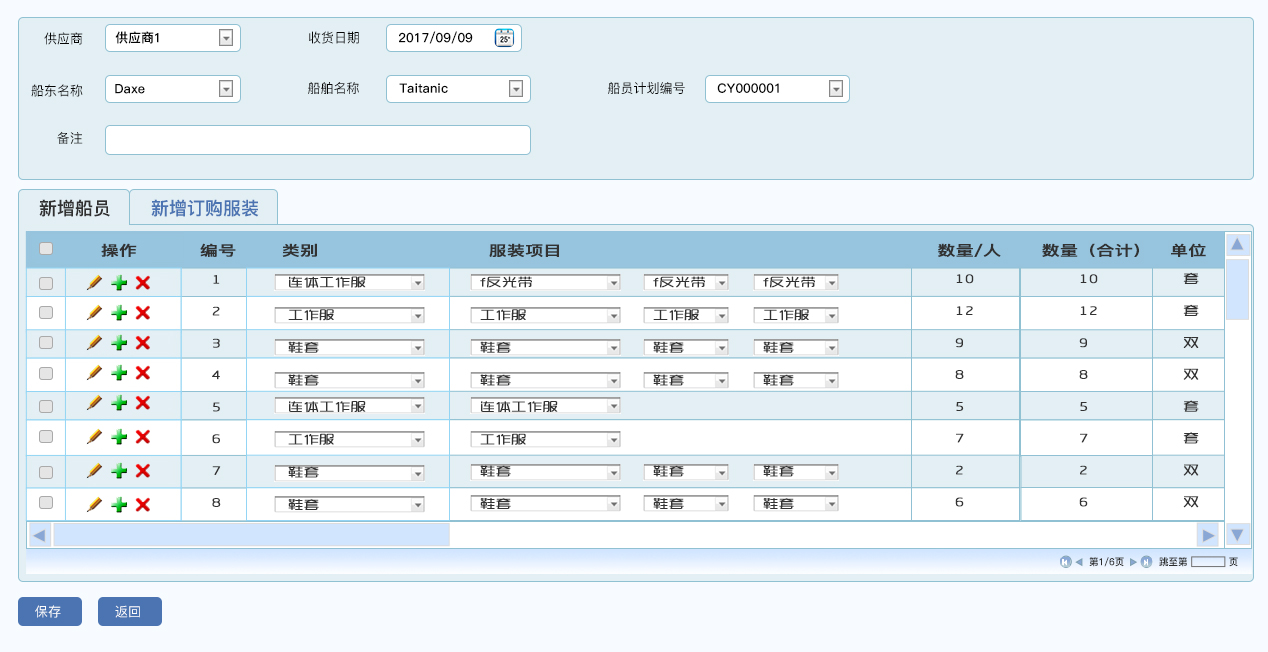 供应商 供应商1 收货日期 2017/09/09
船东名称 Daxe 船舶名称 Taitanic 船员计划编号 CY000001
备注
新增船员 新增订购服装
操作 编号 类别 服装项目 数量/人 数量（合计） 单位
1 连体工作服 f反光带 f反光带 f反光带 10 10 套
2 工作服 工作服 工作服 工作服 12 12 套
3 鞋套 鞋套 鞋套 鞋套 9 9 双
4 鞋套 鞋套 鞋套 鞋套 8 8 双
5 连体工作服 连体工作服 5 5 套
6 工作服 工作服 7 7 套
7 鞋套 鞋套 鞋套 鞋套 2 2 双
8 鞋套 鞋套 鞋套 鞋套 6 6 双
第1/6页 跳至第 页
保存 返回